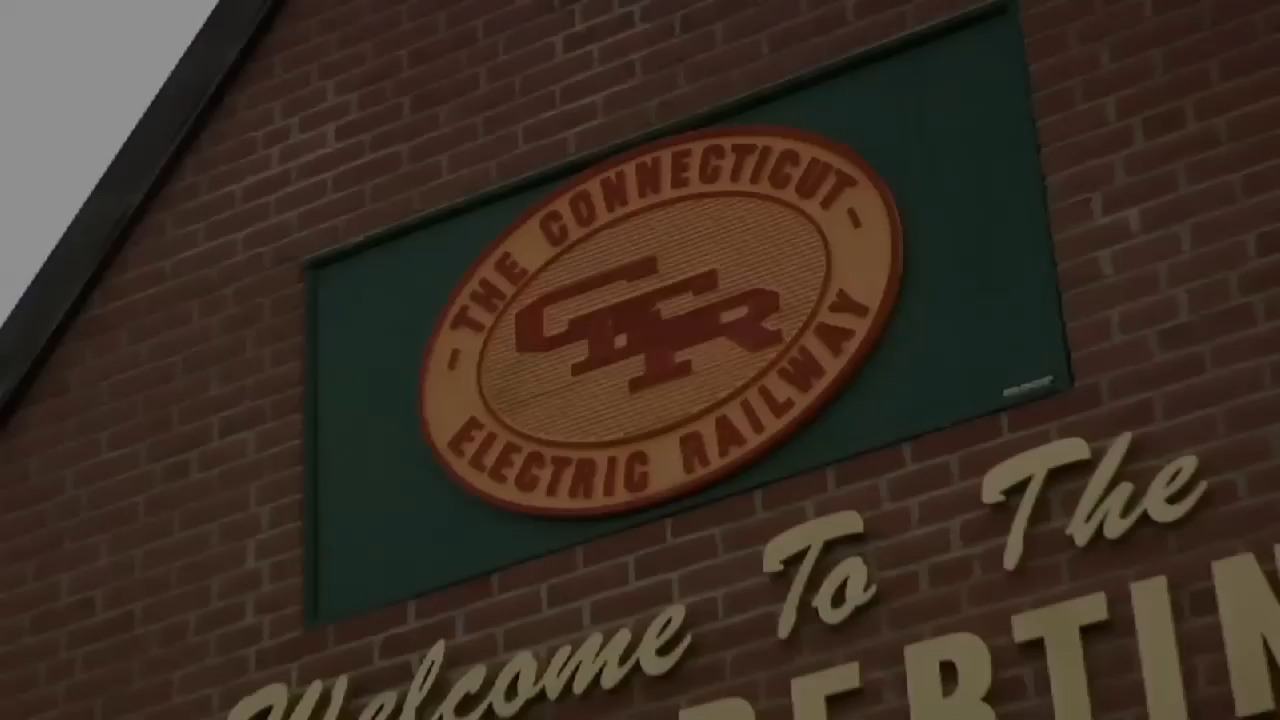 - THE CONNECTICUT -
CER
ELECTRIC RAILWAY
Welcome To The